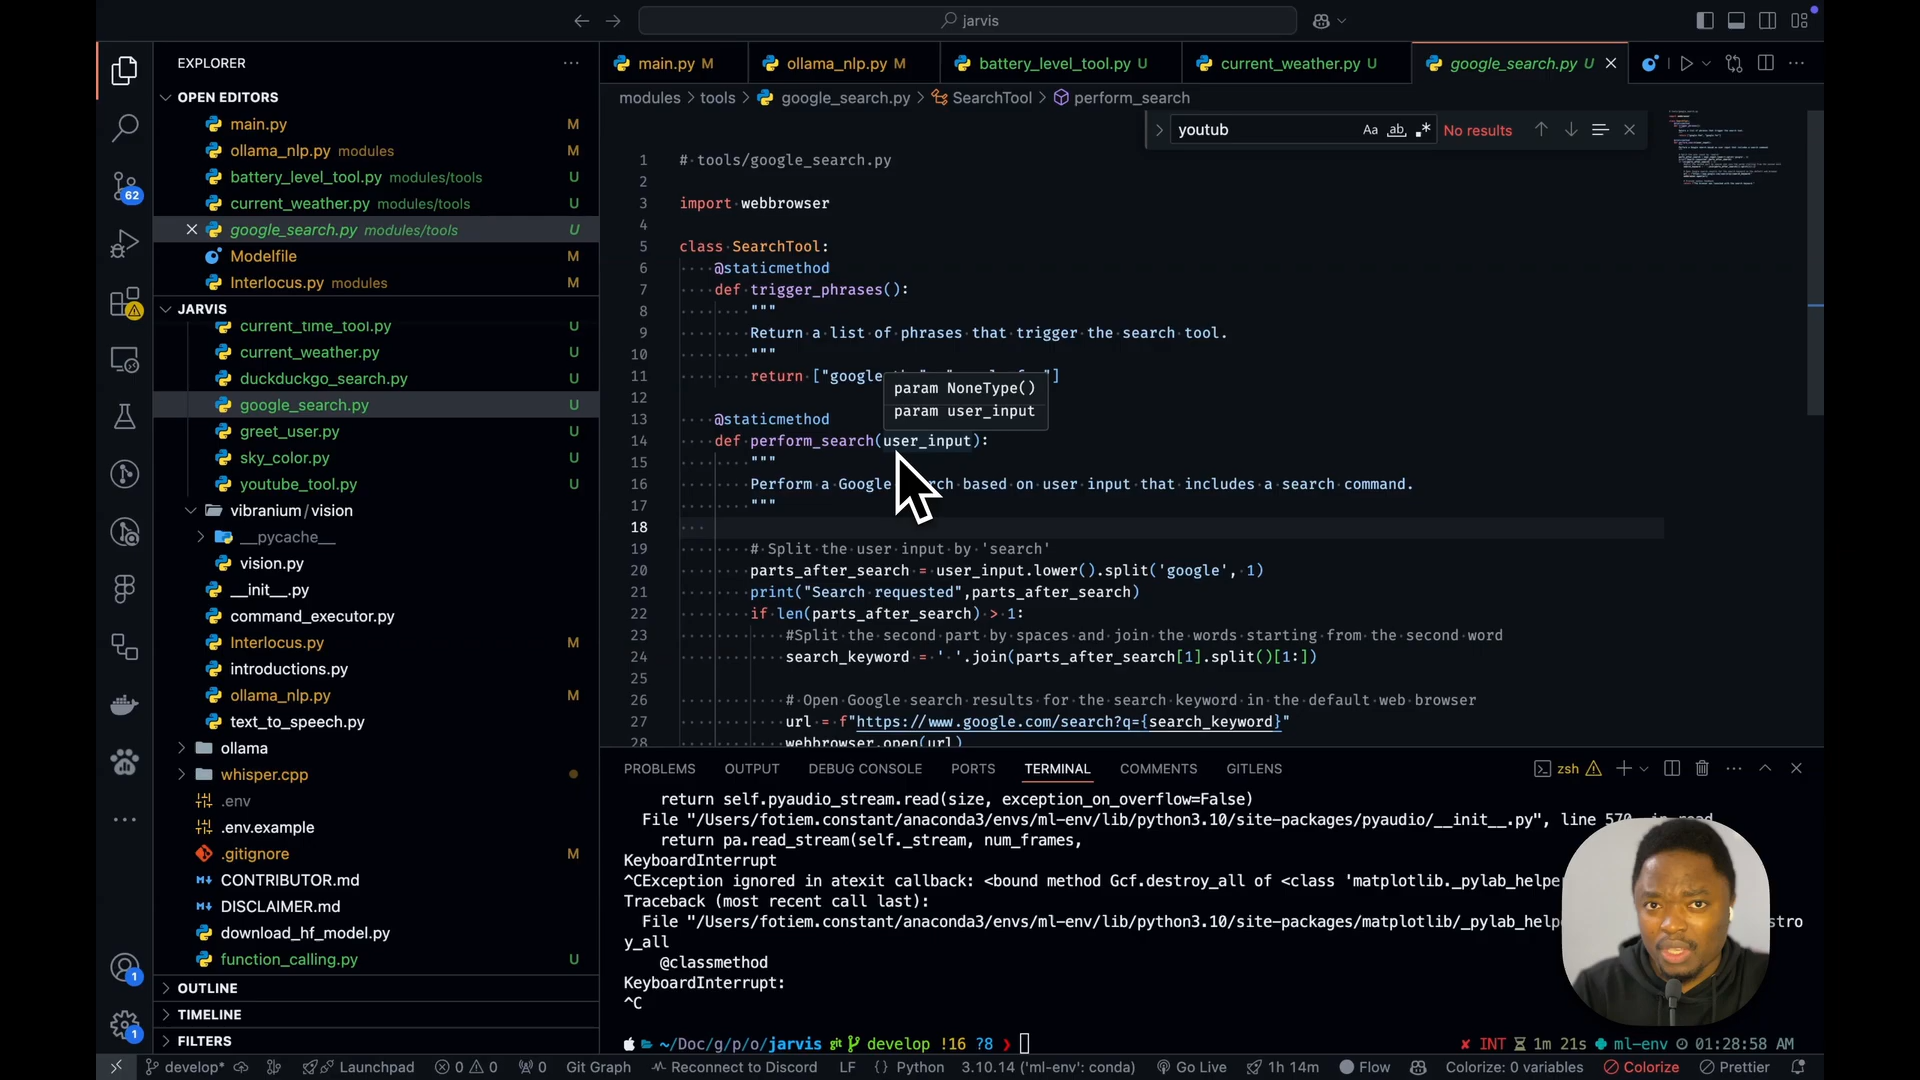 jarvis
EXPLORER
OPEN EDITORS
main.py M
ollama_nlp.py modules M
battery_level_tool.py modules/tools U
current_weather.py modules/tools U
google_search.py modules/tools U
Modelfile M
Interlocus.py modules M
JARVIS
current_time_tool.py U
current_weather.py U
duckduckgo_search.py U
google_search.py U
greet_user.py U
sky_color.py U
youtube_tool.py U
vibranium/vision
__pycache__
vision.py
__init__.py
command_executor.py
Interlocus.py M
introductions.py
ollama_nlp.py M
text_to_speech.py
ollama
whisper.cpp
.env
.env.example
.gitignore M
CONTRIBUTOR.md
DISCLAIMER.md
download_hf_model.py
function_calling.py U
OUTLINE
TIMELINE
FILTERS
62
1
1
main.py M
ollama_nlp.py M
battery_level_tool.py U
current_weather.py U
google_search.py U
modules > tools > google_search.py > SearchTool > perform_search
youtub Aa ab .* No results
1 # tools/google_search.py
2
3 import webbrowser
4
5 class SearchTool:
6 @staticmethod
7 def trigger_phrases():
8 """
9 Return a list of phrases that trigger the search tool.
10 """
11 return ["google "]
param NoneType()
param user_input
12
13 @staticmethod
14 def perform_search(user_input):
15 """
16 Perform a Google based on user input that includes a search command.
17 """
18
19 # Split the user input by 'search'
20 parts_after_search = user_input.lower().split('google', 1)
21 print("Search requested",parts_after_search)
22 if len(parts_after_search) > 1:
23 #Split the second part by spaces and join the words starting from the second word
24 search_keyword = ' '.join(parts_after_search[1].split()[1:])
25
26 # Open Google search results for the search keyword in the default web browser
27 url = f"https://www.google.com/search?q={search_keyword}"
28 webbrowser.open(url)
PROBLEMS OUTPUT DEBUG CONSOLE PORTS TERMINAL COMMENTS GITLENS zsh
return self.pyaudio_stream.read(size, exception_on_overflow=False)
File "/Users/fotiem.constant/anaconda3/envs/ml-env/lib/python3.10/site-packages/pyaudio/__init__.py", line 570, in read
return pa.read_stream(self._stream, num_frames,
KeyboardInterrupt
^CException ignored in atexit callback: <bound method Gcf.destroy_all of <class 'matplotlib._pylab_helpe
Traceback (most recent call last):
File "/Users/fotiem.constant/anaconda3/envs/ml-env/lib/python3.10/site-packages/matplotlib/_pylab_help stro
y_all
@classmethod
KeyboardInterrupt:
^C
~/Doc/g/p/o/jarvis git develop !16 ?8 ❯ ✘ INT 1m 21s ml-env 01:28:58 AM
develop* Launchpad 0 0 0 Git Graph Reconnect to Discord LF {} Python 3.10.14 ('ml-env': conda) Go Live 1h 14m Flow Colorize: 0 variables Colorize Prettier